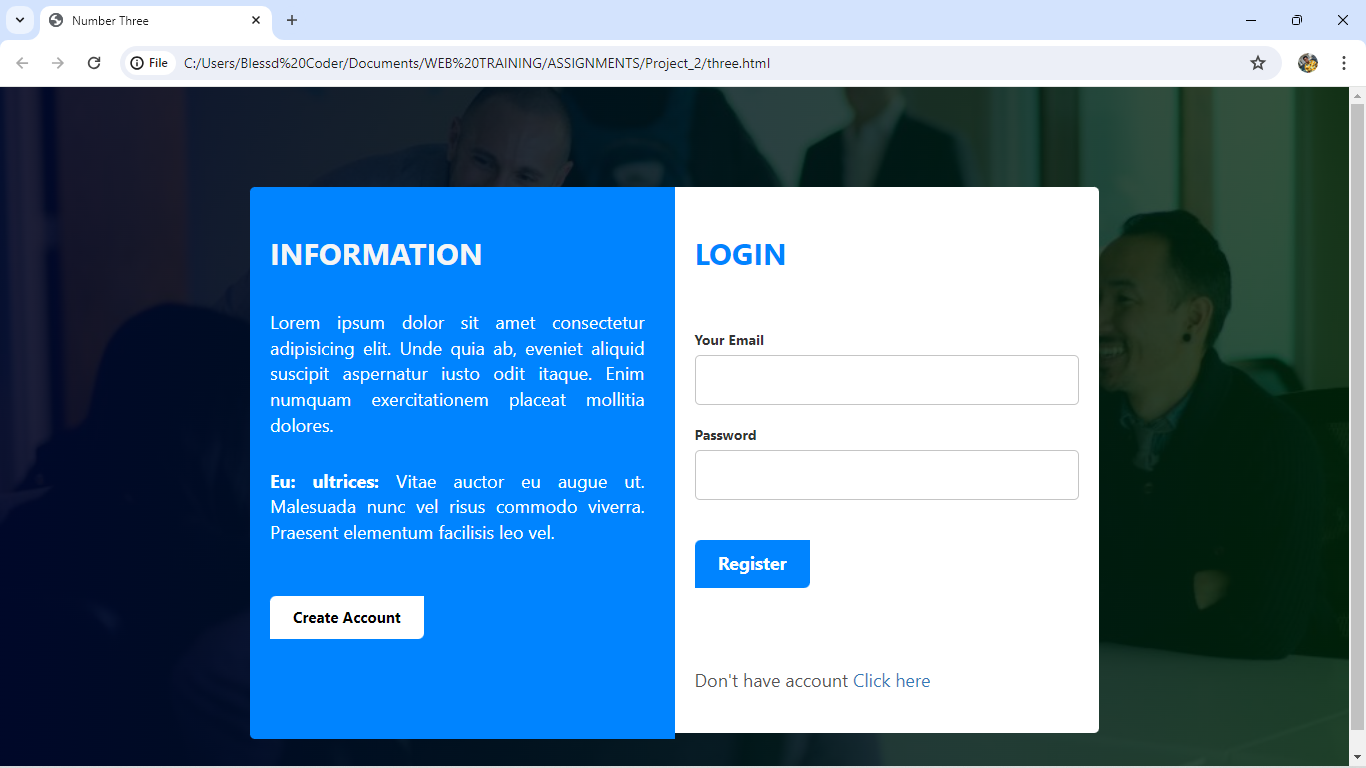 Number Three
File
C:/Users/Blessd%20Coder/Documents/WEB%20TRAINING/ASSIGNMENTS/Project_2/three.html
INFORMATION
Lorem ipsum dolor sit amet consectetur
adipisicing elit. Unde quia ab, eveniet aliquid
suscipit aspernatur iusto odit itaque. Enim
numquam exercitationem placeat mollitia
dolores.
Eu: ultrices: Vitae auctor eu augue ut.
Malesuada nunc vel risus commodo viverra.
Praesent elementum facilisis leo vel.
Create Account
LOGIN
Your Email
Password
Register
Don't have account Click here